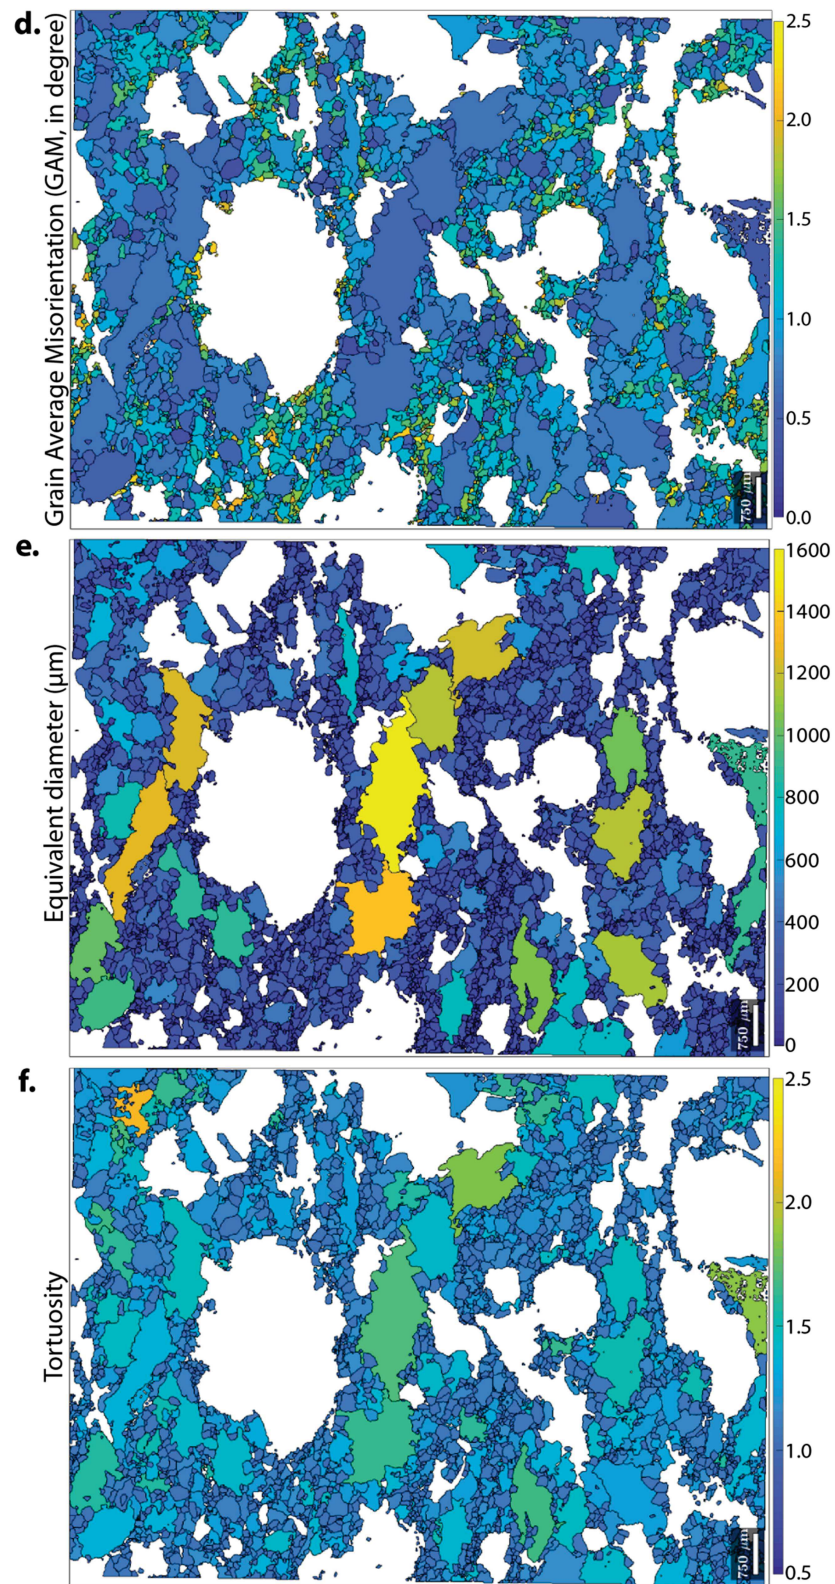 d.
Grain Average Misorientation (GAM, in degree)
2.5
2.0
1.5
1.0
0.5
0.0
750 μm
e.
Equivalent diameter (μm)
1600
1400
1200
1000
800
600
400
200
0
750 μm
f.
Tortuosity
2.5
2.0
1.5
1.0
0.5
750 μm